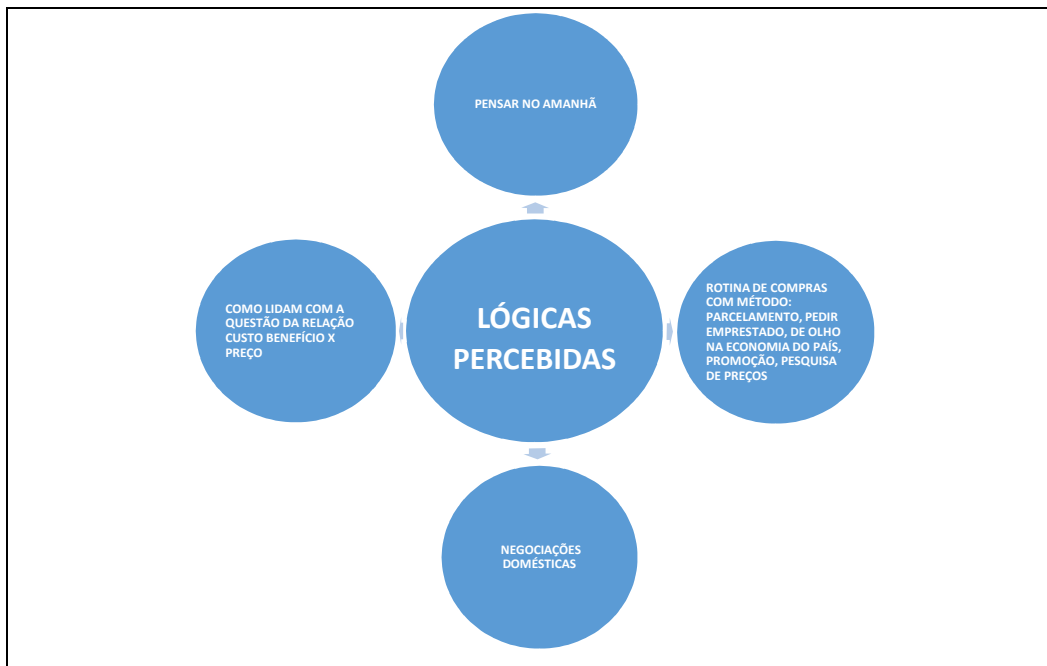 PENSAR NO AMANHÃ
COMO LIDAM COM A
QUESTÃO DA RELAÇÃO
CUSTO BENEFÍCIO X
PREÇO
LÓGICAS
PERCEBIDAS
ROTINA DE COMPRAS
COM MÉTODO:
PARCELAMENTO, PEDIR
EMPRESTADO, DE OLHO
NA ECONOMIA DO PAÍS,
PROMOÇÃO, PESQUISA
DE PREÇOS
NEGOCIAÇÕES
DOMÉSTICAS